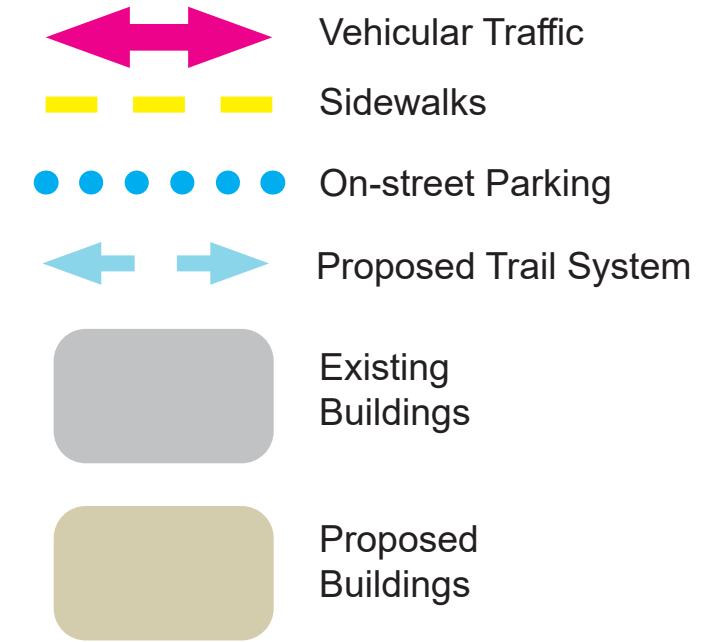 Vehicular Traffic
Sidewalks
On-street Parking
Proposed Trail System
Existing
Buildings
Proposed
Buildings